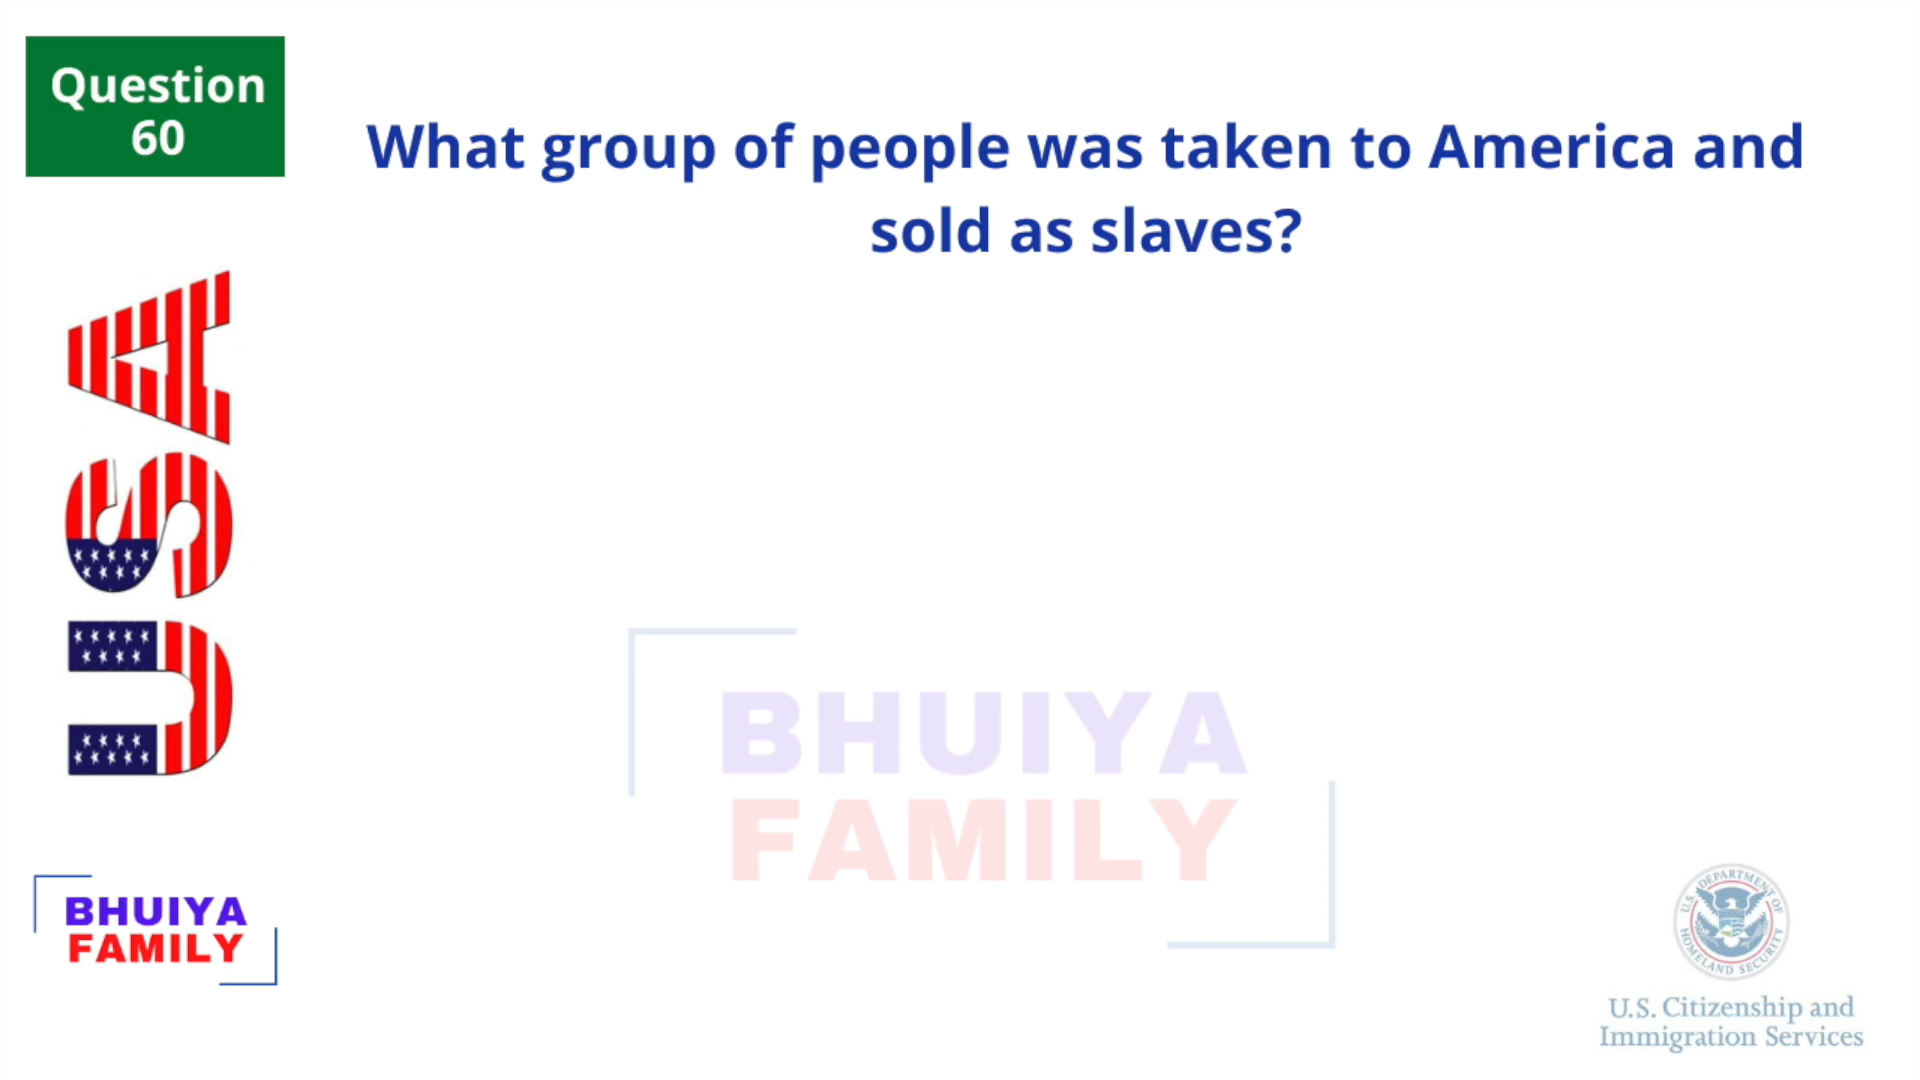 Question
60
What group of people was taken to America and
sold as slaves?
USA
BHUIYA
FAMILY
BHUIYA
FAMILY
U.S. DEPARTMENT OF
HOMELAND SECURITY
U.S. Citizenship and
Immigration Services